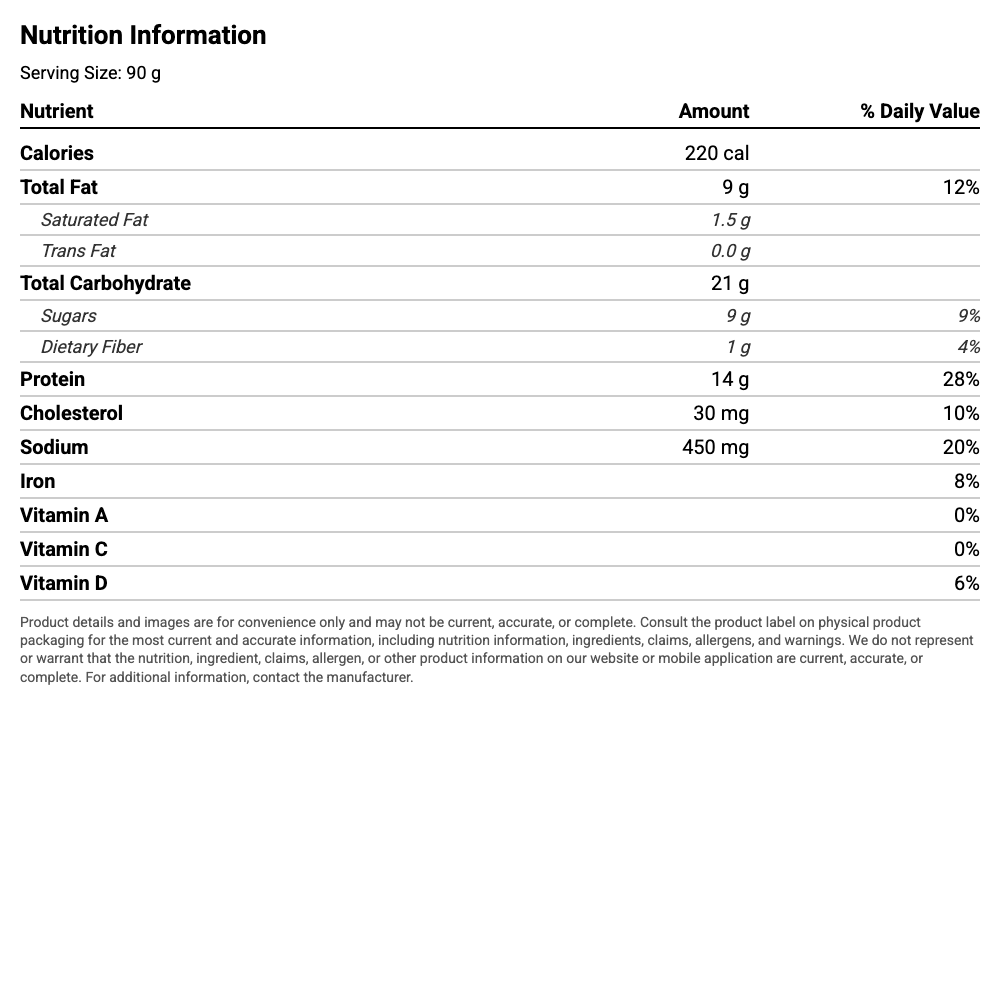 Nutrition Information
Serving Size: 90 g
Nutrient Amount % Daily Value
Calories 220 cal
Total Fat 9 g 12%
Saturated Fat 1.5 g
Trans Fat 0.0 g
Total Carbohydrate 21 g
Sugars 9 g 9%
Dietary Fiber 1 g 4%
Protein 14 g 28%
Cholesterol 30 mg 10%
Sodium 450 mg 20%
Iron 8%
Vitamin A 0%
Vitamin C 0%
Vitamin D 6%
Product details and images are for convenience only and may not be current, accurate, or complete. Consult the product label on physical product
packaging for the most current and accurate information, including nutrition information, ingredients, claims, allergens, and warnings. We do not represent
or warrant that the nutrition, ingredient, claims, allergen, or other product information on our website or mobile application are current, accurate, or
complete. For additional information, contact the manufacturer.